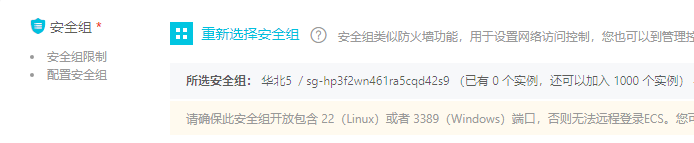 安全组 *
安全组限制
配置安全组
重新选择安全组 ? 安全组类似防火墙功能，用于设置网络访问控制，您也可以到管理控
所选安全组： 华北5 / sg-hp3f2wn461ra5cqd42s9 （已有 0 个实例，还可以加入 1000 个实例）
请确保此安全组开放包含 22（Linux）或者 3389（Windows）端口，否则无法远程登录ECS。您可